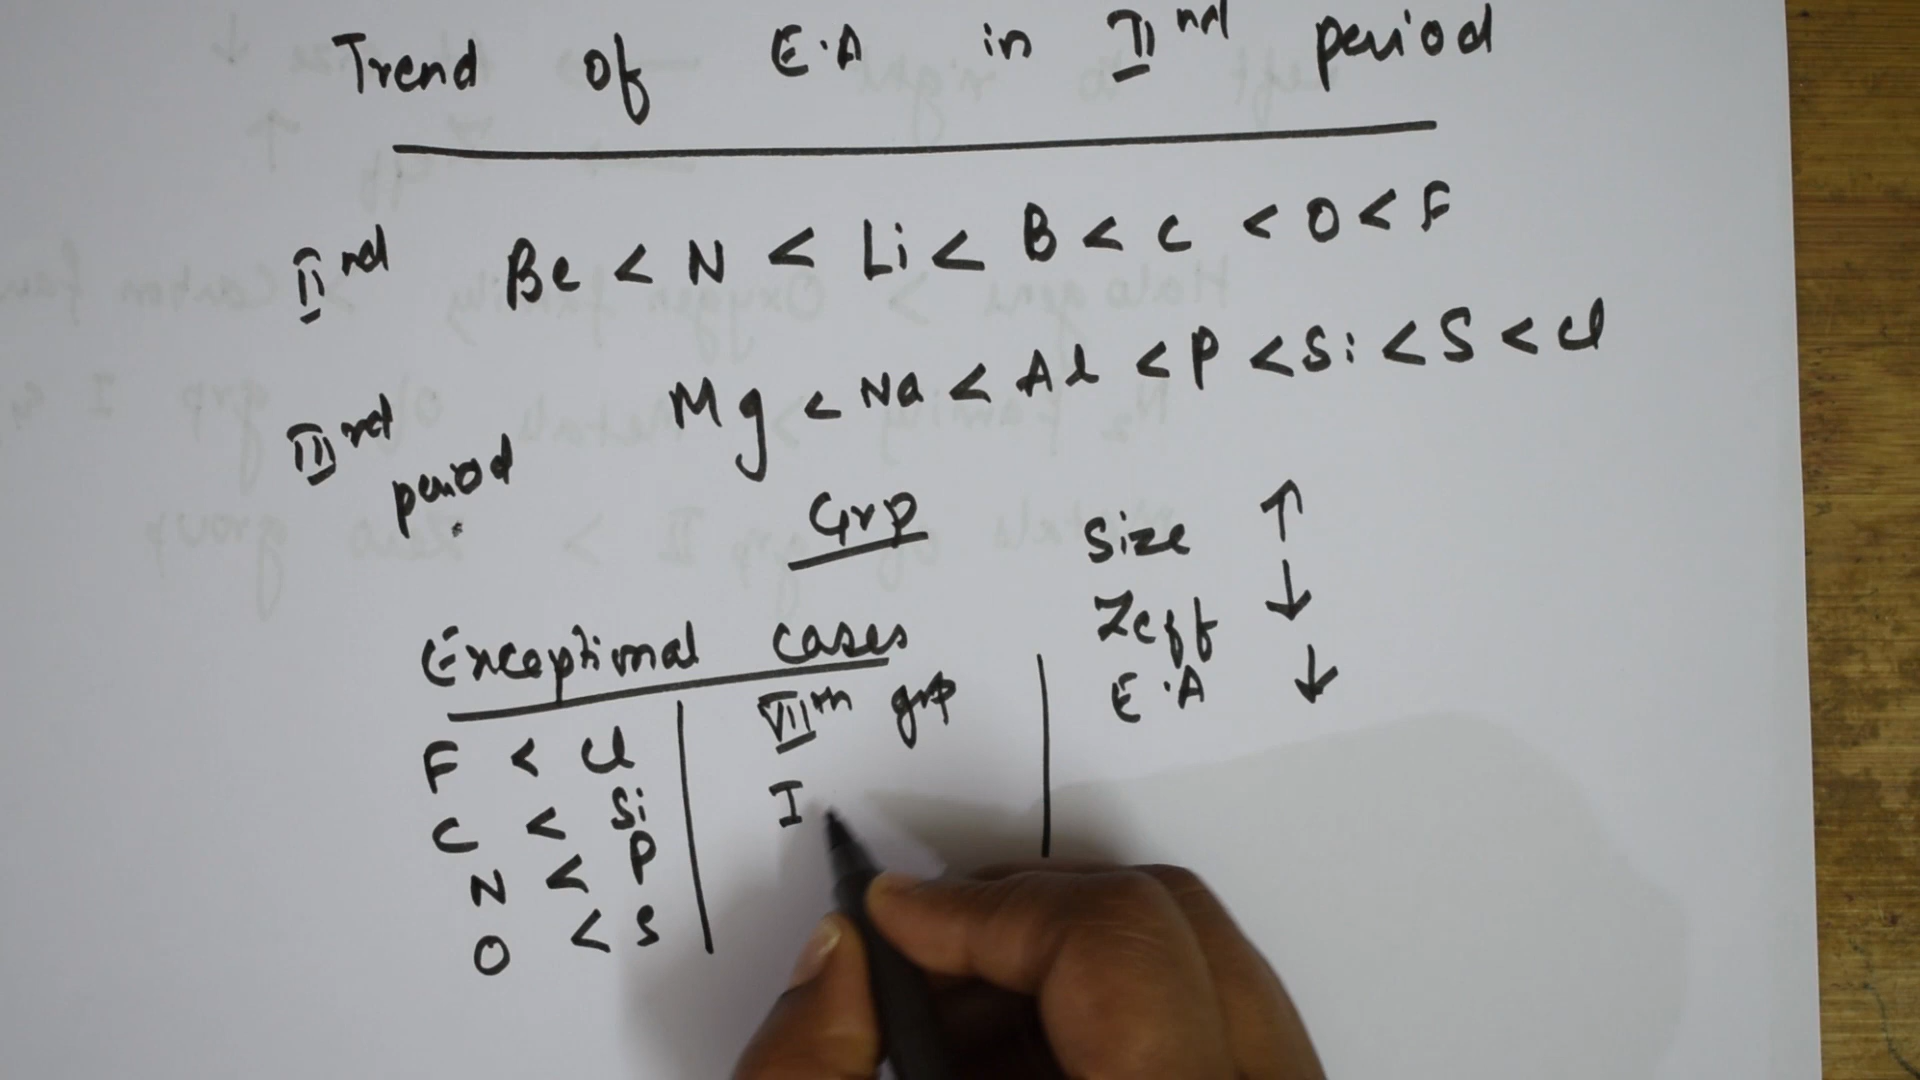 Trend of E.A in IInd period
IInd Be < N < Li < B < C < O < F
IIIrd period Mg < Na < Al < P < Si < S < Cl
Grp
Size ↑
Zeff ↓
E.A ↓
Exceptional cases
F < Cl
C < Si
N < P
O < S
VIIth grp
I